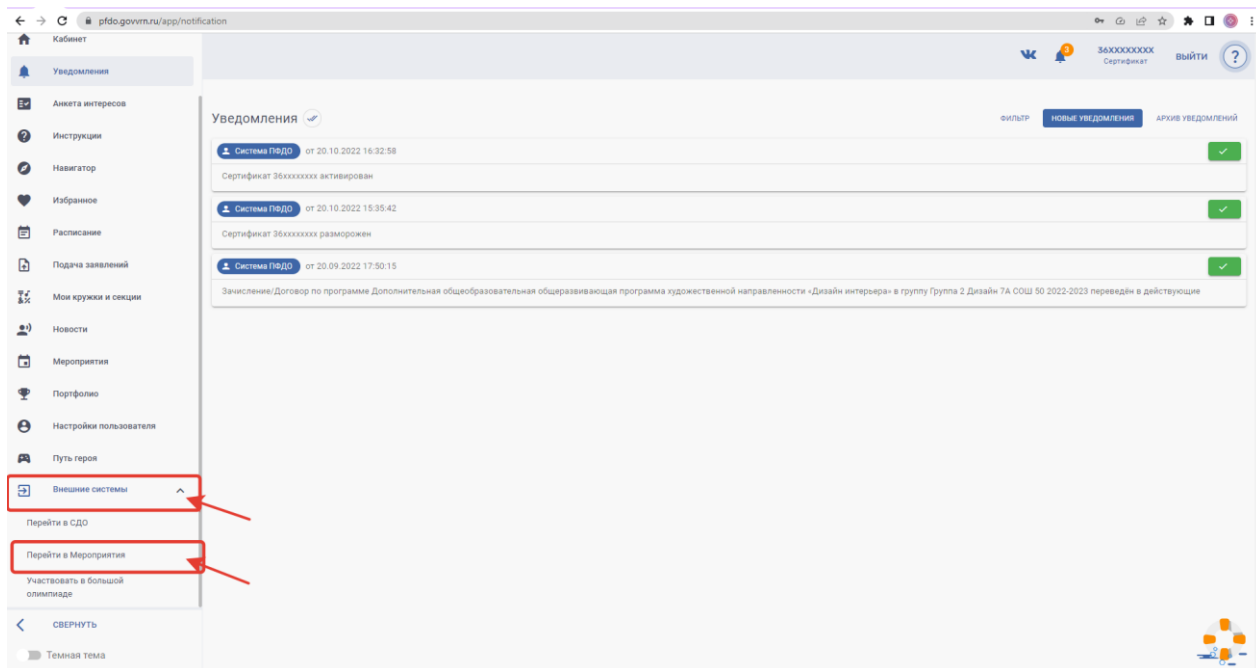 pfdo.govvrn.ru/app/notification
Кабинет
Уведомления
Анкета интересов
Инструкции
Навигатор
Избранное
Расписание
Подача заявлений
Мои кружки и секции
Новости
Мероприятия
Портфолио
Настройки пользователя
Путь героя
Внешние системы
Перейти в СДО
Перейти в Мероприятия
Участвовать в большой
олимпиаде
СВЕРНУТЬ
Темная тема
3
36XXXXXXXX
Сертификат
ВЫЙТИ
?
Уведомления
ФИЛЬТР
НОВЫЕ УВЕДОМЛЕНИЯ
АРХИВ УВЕДОМЛЕНИЙ
Система ПФДО от 20.10.2022 16:32:58
Сертификат 36xxxxxxxx активирован
Система ПФДО от 20.10.2022 15:35:42
Сертификат 36xxxxxxxx разморожен
Система ПФДО от 20.09.2022 17:50:15
Зачисление/Договор по программе Дополнительная общеобразовательная общеразвивающая программа художественной направленности «Дизайн интерьера» в группу Группа 2 Дизайн 7А СОШ 50 2022-2023 переведён в действующие